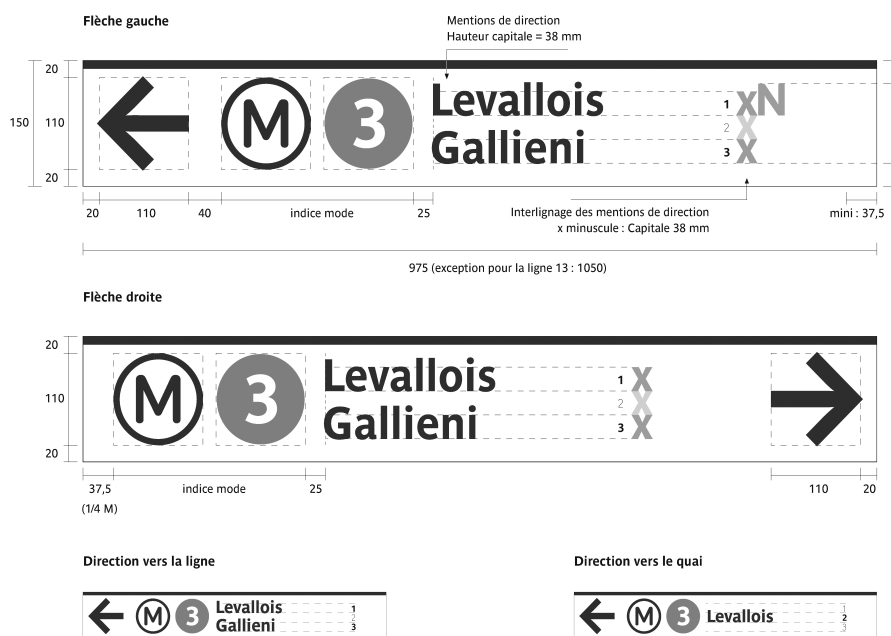 Flèche gauche
Mentions de direction
Hauteur capitale = 38 mm
20
150
110
20
M
3
Levallois
Gallieni
1
2
3
X
N
X
X
20
110
40
indice mode
25
Interlignage des mentions de direction
x minuscule : Capitale 38 mm
mini : 37,5
975 (exception pour la ligne 13 : 1050)
Flèche droite
20
110
20
M
3
Levallois
Gallieni
1
2
3
X
X
X
37,5
(1/4 M)
indice mode
25
110
20
Direction vers la ligne
M
3
Levallois
Gallieni
1
2
3
Direction vers le quai
M
3
Levallois
1
2
3